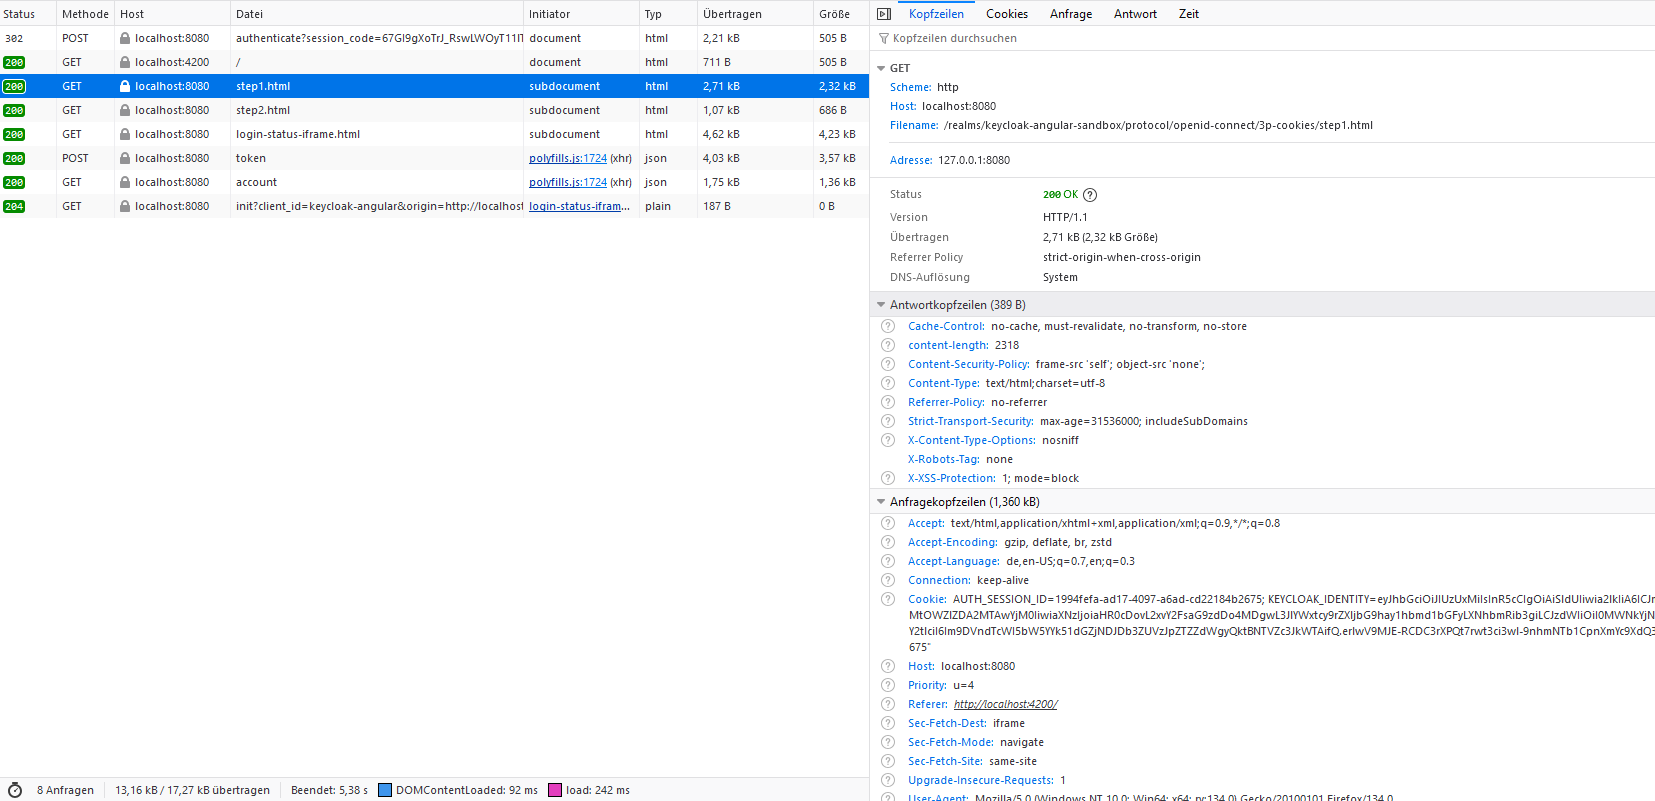 Status Methode Host Datei Initiator Typ Übertragen Größe
302 POST localhost:8080 document html 2,21 kB 505 B
200 GET localhost:4200 / document html 711 B 505 B
200 GET localhost:8080 step1.html subdocument html 2,71 kB 2,32 kB
200 GET localhost:8080 step2.html subdocument html 1,07 kB 686 B
200 GET localhost:8080 login-status-iframe.html subdocument html 4,62 kB 4,23 kB
200 POST localhost:8080 token polyfills.js:1724 (xhr) json 4,03 kB 3,57 kB
200 GET localhost:8080 account polyfills.js:1724 (xhr) json 1,75 kB 1,36 kB
204 GET localhost:8080 init?client_id=keycloak-angular&origin=http://localhost login-status-ifram... plain 187 B 0 B
8 Anfragen 13,16 kB / 17,27 kB übertragen Beendet: 5,38 s DOMContentLoaded: 92 ms load: 242 ms
Kopfzeilen Cookies Anfrage Antwort Zeit
Kopfzeilen durchsuchen
GET
Scheme: http
Host: localhost:8080
Filename: /realms/keycloak-angular-sandbox/protocol/openid-connect/3p-cookies/step1.html
Adresse: 127.0.0.1:8080
Status 200 OK ?
Version HTTP/1.1
Übertragen 2,71 kB (2,32 kB Größe)
Referrer Policy strict-origin-when-cross-origin
DNS-Auflösung System
Antwortkopfzeilen (389 B)
? Cache-Control: no-cache, must-revalidate, no-transform, no-store
? content-length: 2318
? Content-Security-Policy: frame-src 'self'; object-src 'none';
? Content-Type: text/html;charset=utf-8
? Referrer-Policy: no-referrer
? Strict-Transport-Security: max-age=31536000; includeSubDomains
? X-Content-Type-Options: nosniff
X-Robots-Tag: none
? X-XSS-Protection: 1; mode=block
Anfragekopfzeilen (1,360 kB)
? Accept: text/html,application/xhtml+xml,application/xml;q=0.9,*/*;q=0.8
? Accept-Encoding: gzip, deflate, br, zstd
? Accept-Language: de,en-US;q=0.7,en;q=0.3
? Connection: keep-alive
? Cookie: AUTH_SESSION_ID=1994fefa-ad17-4097-a6ad-cd22184b2675;
675"
? Host: localhost:8080
? Priority: u=4
? Referer: http://localhost:4200/
? Sec-Fetch-Dest: iframe
? Sec-Fetch-Mode: navigate
? Sec-Fetch-Site: same-site
? Upgrade-Insecure-Requests: 1
? User-Agent: Mozilla/5.0 (Windows NT 10.0; Win64; x64; rv:134.0) Gecko/20100101 Firefox/134.0